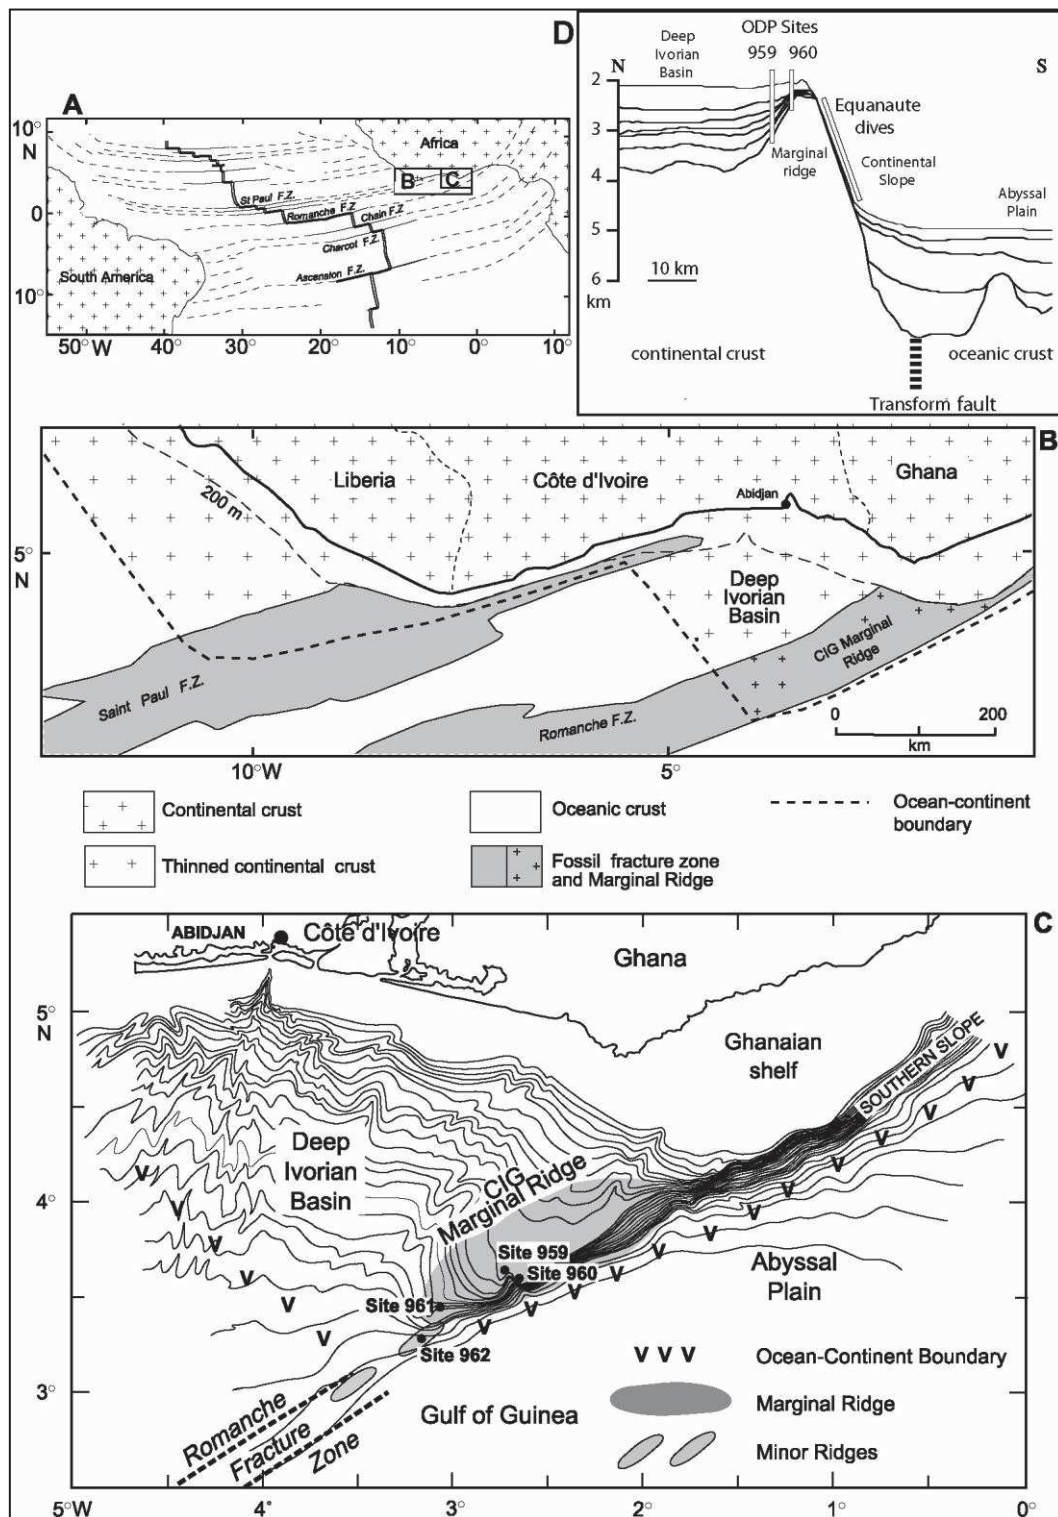 A
10°
N
0
10°
50°W
40°
30°
20°
10°
0°
10°
Africa
B
C
St Paul F.Z.
Romanche F.Z
Chain F.Z
Charcot F.Z.
Ascension F.Z.
South America
D
ODP Sites
959 960
Deep
Ivorian
Basin
N
S
2
3
4
5
6
km
Equanaute
dives
Marginal
ridge
Continental
Slope
Abyssal
Plain
10 km
continental crust
oceanic crust
Transform fault
B
Liberia
Côte d'Ivoire
Ghana
Abidjan
200 m
5°
N
Deep
Ivorian
Basin
CIG Marginal
Ridge
Saint Paul F.Z.
Romanche F.Z.
0 200
km
10°W
5°
Continental crust
Oceanic crust
Ocean-continent
boundary
Thinned continental crust
Fossil fracture zone
and Marginal Ridge
C
ABIDJAN
Côte d'Ivoire
Ghana
5°
N
Ghanaian
shelf
SOUTHERN SLOPE
Deep
Ivorian
Basin
CIG
Marginal Ridge
4°
Site 959
Site 960
Abyssal
Plain
Site 961
Site 962
V V V Ocean-Continent Boundary
3°
Romanche
Fracture
Zone
Gulf of Guinea
Marginal Ridge
Minor Ridges
5°W
4°
3°
2°
1°
0°